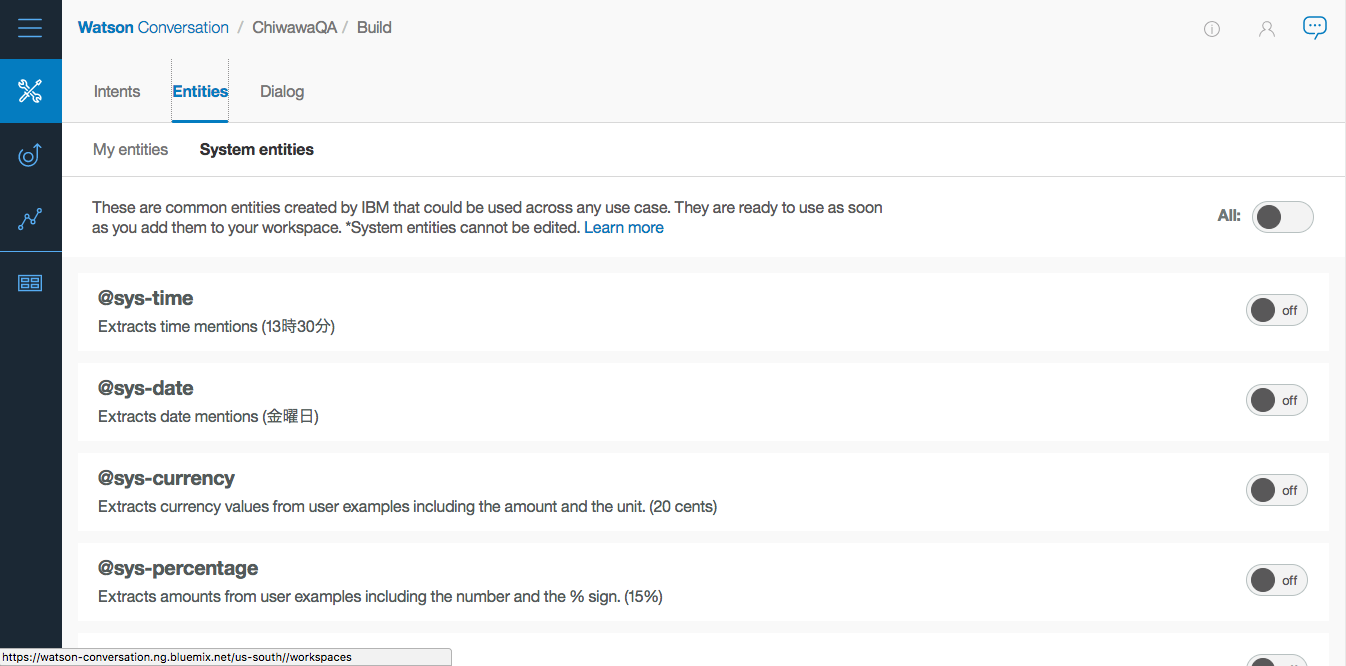 Watson Conversation / ChiwawaQA / Build
Intents Entities Dialog
My entities System entities
These are common entities created by IBM that could be used across any use case. They are ready to use as soon
as you add them to your workspace. *System entities cannot be edited. Learn more
All:
@sys-time
Extracts time mentions (13時30分)
off
@sys-date
Extracts date mentions (金曜日)
off
@sys-currency
Extracts currency values from user examples including the amount and the unit. (20 cents)
off
@sys-percentage
Extracts amounts from user examples including the number and the % sign. (15%)
off
https://watson-conversation.ng.bluemix.net/us-south//workspaces